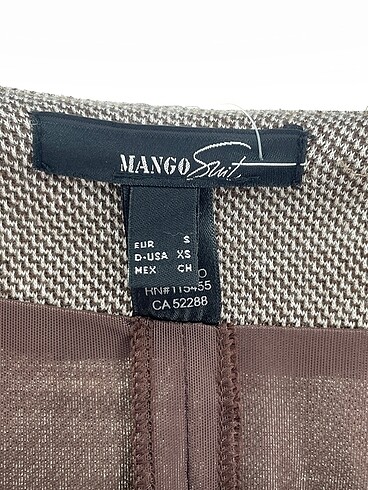 MANGO Suit
EUR S
D-USA XS
MEX CH
RN#115455
CA 52288